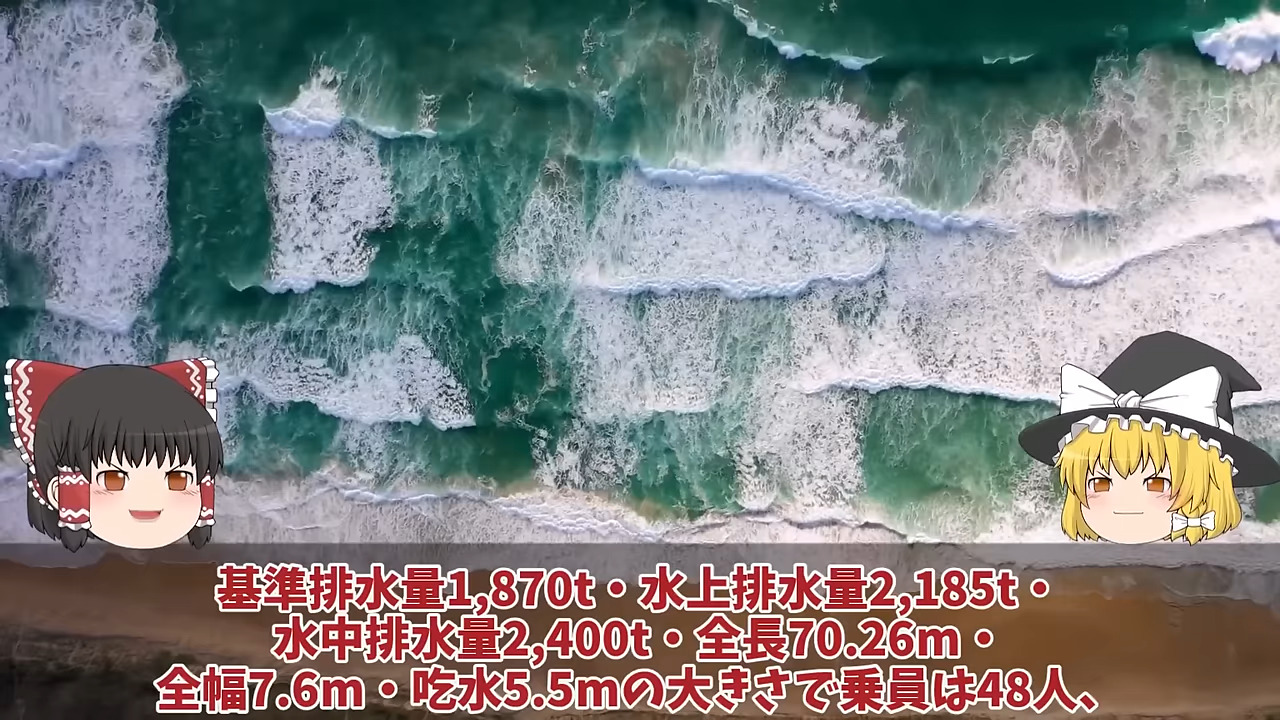 基準排水量1,870t・水上排水量2,185t・
水中排水量2,400t・全長70.26m・
全幅7.6m・吃水5.5mの大きさで乗員は48人、